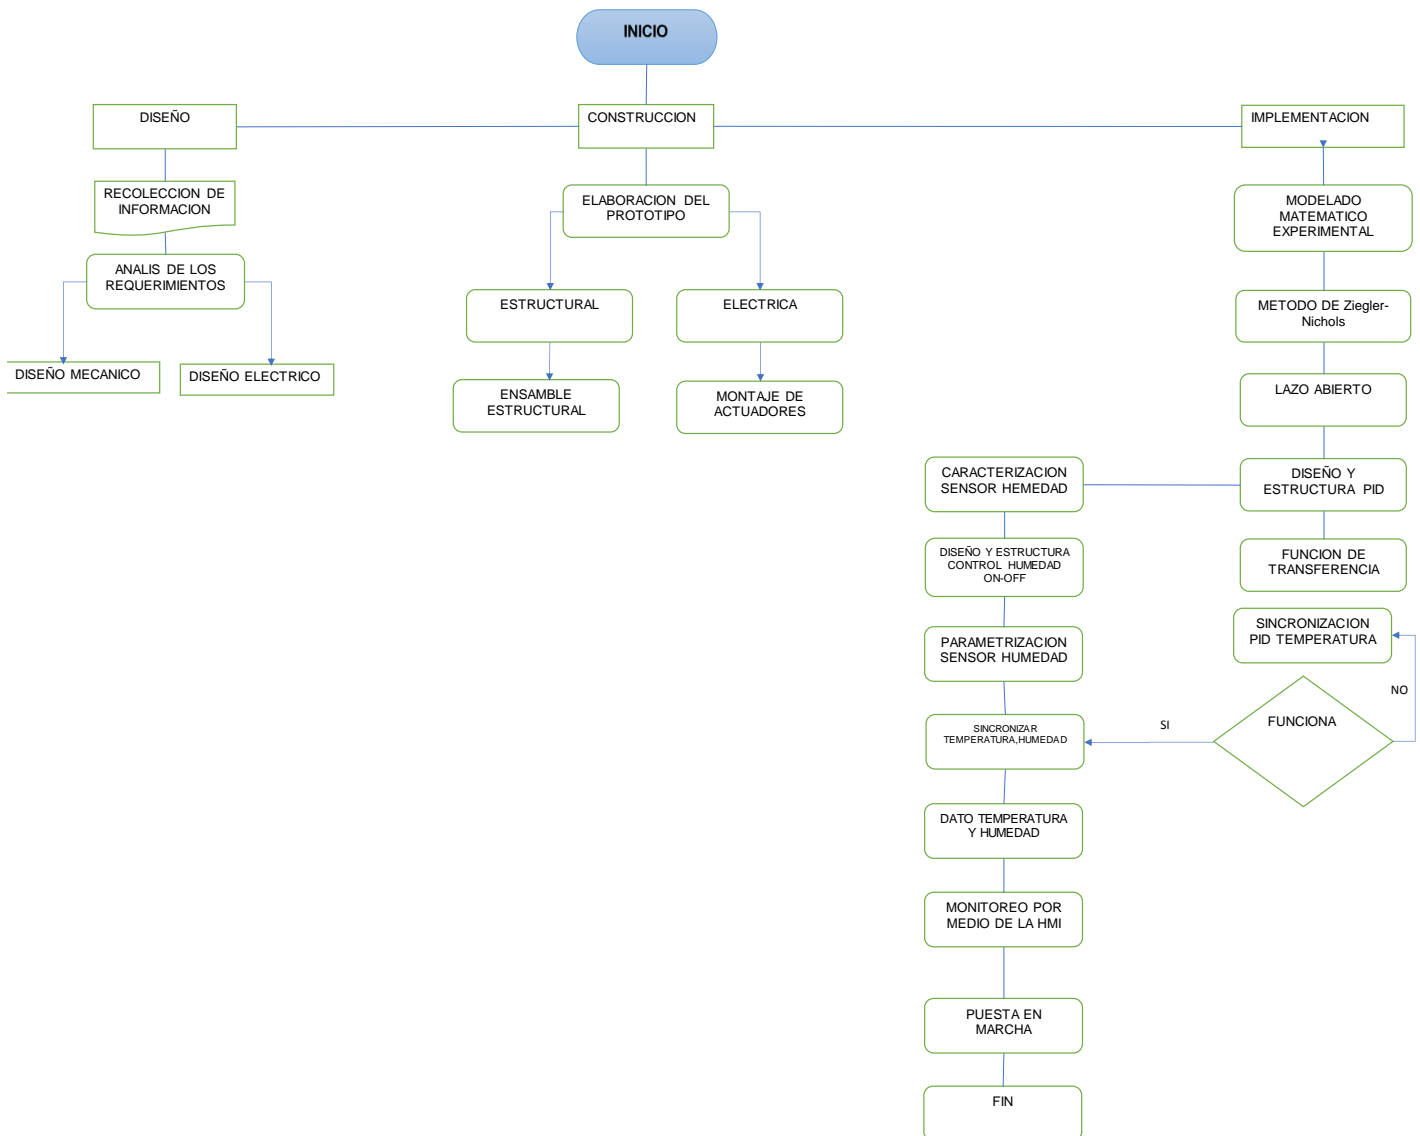 INICIO
DISEÑO
CONSTRUCCION
IMPLEMENTACION
RECOLECCION DE
INFORMACION
ELABORACION DEL
PROTOTIPO
MODELADO
MATEMATICO
EXPERIMENTAL
ANALIS DE LOS
REQUERIMIENTOS
ESTRUCTURAL
ELECTRICA
METODO DE Ziegler-
Nichols
DISEÑO MECANICO
DISEÑO ELECTRICO
ENSAMBLE
ESTRUCTURAL
MONTAJE DE
ACTUADORES
LAZO ABIERTO
CARACTERIZACION
SENSOR HEMEDAD
DISEÑO Y
ESTRUCTURA PID
DISEÑO Y ESTRUCTURA
CONTROL HUMEDAD
ON-OFF
FUNCION DE
TRANSFERENCIA
PARAMETRIZACION
SENSOR HUMEDAD
SINCRONIZACION
PID TEMPERATURA
NO
SINCRONIZAR
TEMPERATURA,HUMEDAD
SI
FUNCIONA
DATO TEMPERATURA
Y HUMEDAD
MONITOREO POR
MEDIO DE LA HMI
PUESTA EN
MARCHA
FIN